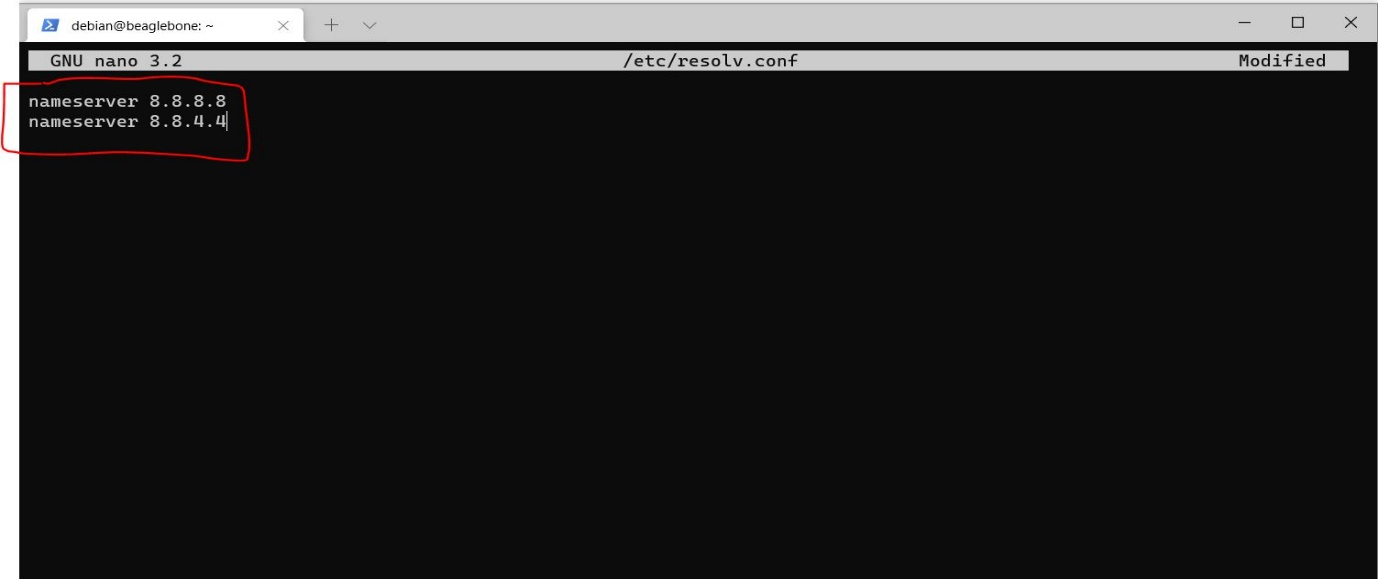 debian@beaglebone: ~
GNU nano 3.2 /etc/resolv.conf Modified
nameserver 8.8.8.8
nameserver 8.8.4.4